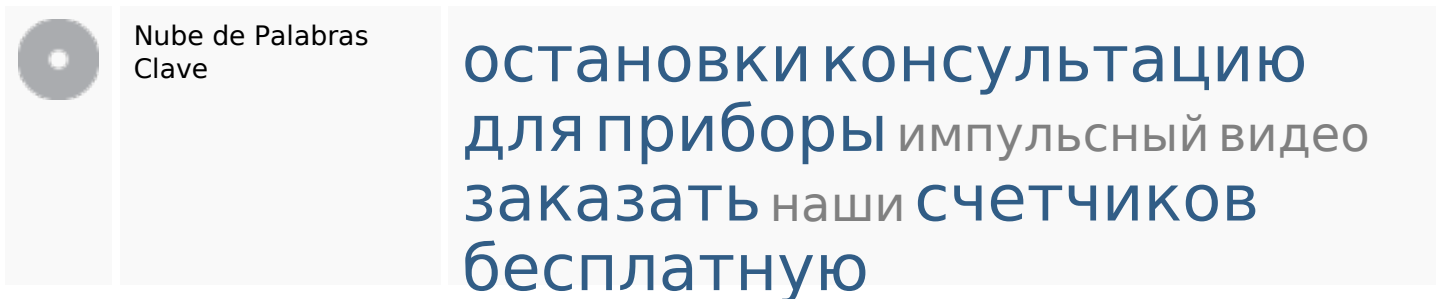 Nube de Palabras
Clave
остановки консультацию
для приборы импульсный видео
заказать наши счетчиков
бесплатную